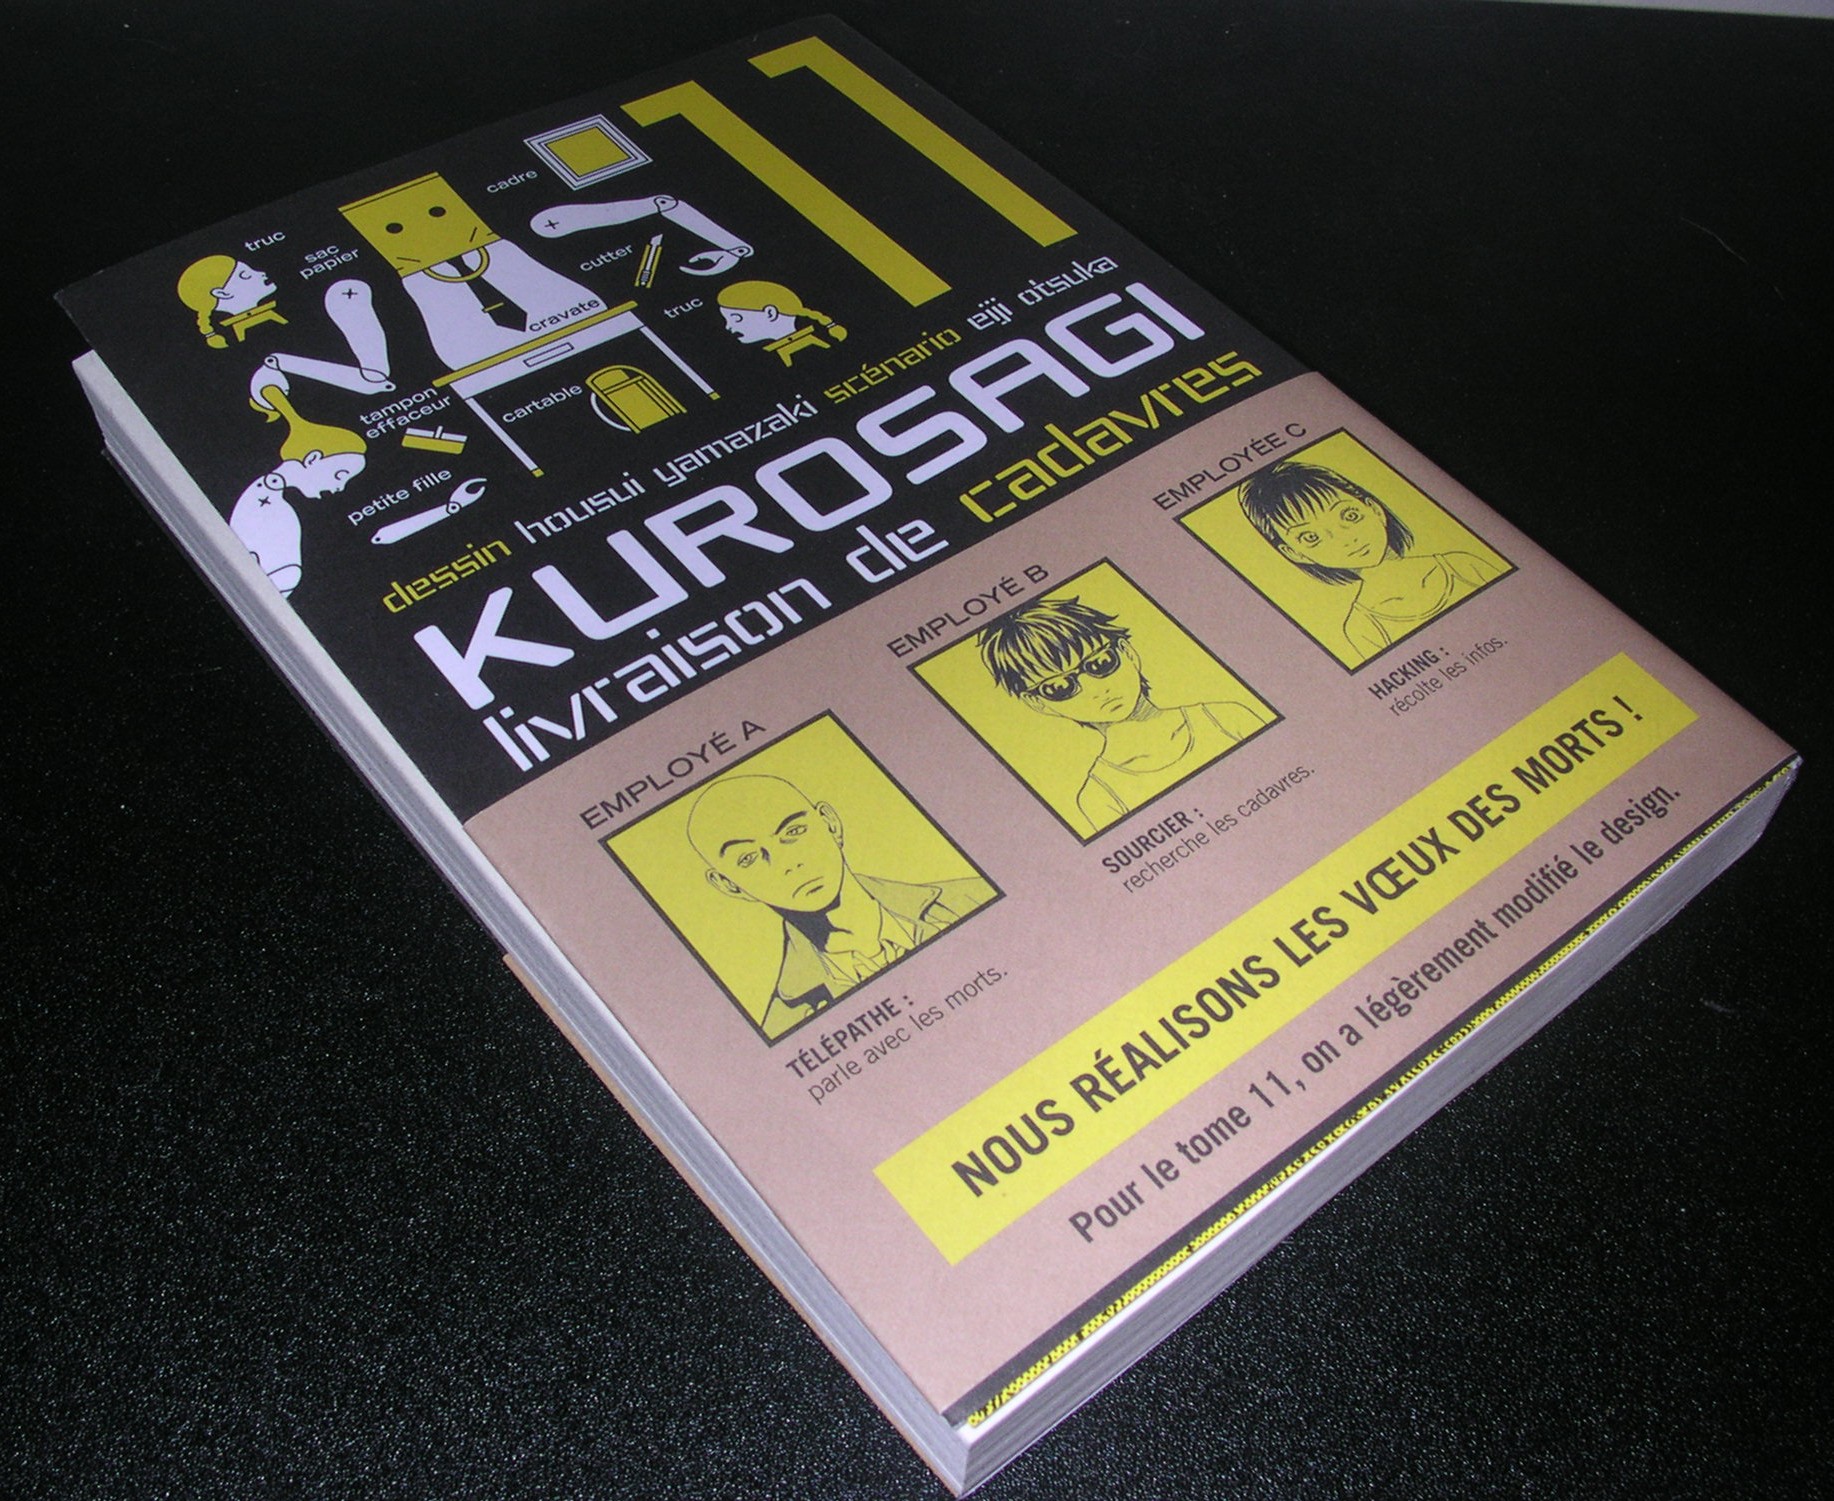 11
cadre
truc
sac
papier
cutter
cravate
truc
tampon
effaceur
cartable
petite fille
dessin housui yamazaki scénario eiji otsuka
KUROSAGI
livraison de cadavres
EMPLOYÉ A
EMPLOYÉ B
EMPLOYÉE C
TÉLÉPATHE :
parle avec les morts.
SOURCIER :
recherche les cadavres.
HACKING :
récolte les infos.
NOUS RÉALISONS LES VŒUX DES MORTS !
Pour le tome 11, on a légèrement modifié le design.